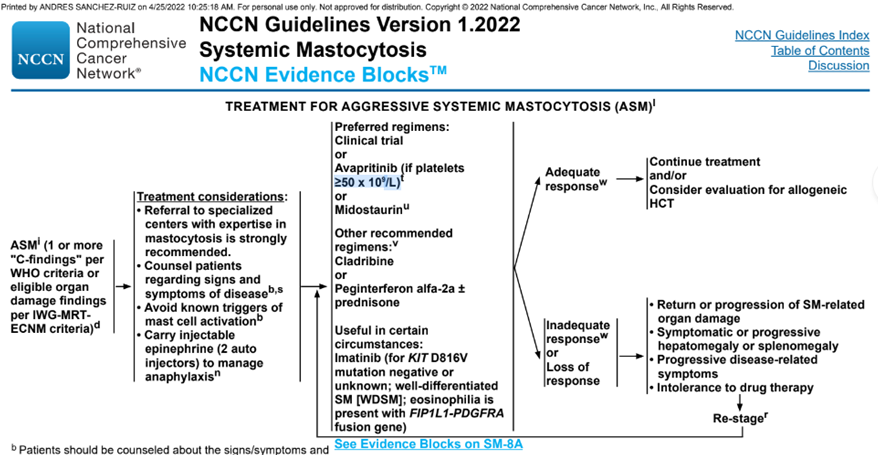 Printed by ANDRES SANCHEZ-RUIZ on 4/25/2022 10:25:18 AM. For personal use only. Not approved for distribution. Copyright © 2022 National Comprehensive Cancer Network, Inc., All Rights Reserved.
NCCN
National
Comprehensive
Cancer
Network®
NCCN Guidelines Version 1.2022
Systemic Mastocytosis
NCCN Evidence Blocks™
NCCN Guidelines Index
Table of Contents
Discussion
TREATMENT FOR AGGRESSIVE SYSTEMIC MASTOCYTOSIS (ASM)ˡ
ASMⁱ (1 or more
"C-findings" per
WHO criteria or
eligible organ
damage findings
per IWG-MRT-
ECNM criteria)ᵈ
Treatment considerations:
• Referral to specialized
centers with expertise in
mastocytosis is strongly
recommended.
• Counsel patients
regarding signs and
symptoms of diseaseᵇ,ˢ
• Avoid known triggers of
mast cell activationᵇ
• Carry injectable
epinephrine (2 auto
injectors) to manage
anaphylaxisⁿ
Preferred regimens:
Clinical trial
or
Avapritinib (if platelets
≥50 x 10⁹/L)ᵗ
or
Midostaurinᵘ
Other recommended
regimens:ᵛ
Cladribine
or
Peginterferon alfa-2a ±
prednisone
Useful in certain
circumstances:
Imatinib (for KIT D816V
mutation negative or
unknown; well-differentiated
SM [WDSM]; eosinophilia is
present with FIP1L1-PDGFRA
fusion gene)
See Evidence Blocks on SM-8A
Adequate
responseʷ
Continue treatment
and/or
Consider evaluation for allogeneic
HCT
Inadequate
responseʷ
or
Loss of
response
• Return or progression of SM-related
organ damage
• Symptomatic or progressive
hepatomegaly or splenomegaly
• Progressive disease-related
symptoms
• Intolerance to drug therapy
Re-stageʳ
ᵇ Patients should be counseled about the signs/symptoms and